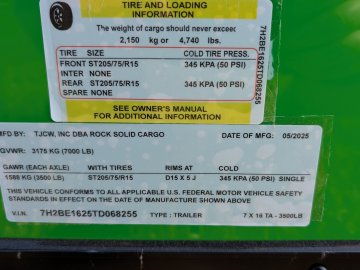 TIRE AND LOADING
INFORMATION
The weight of cargo should never exceed
2,150 kg or 4,740 lbs.
TIRE SIZE COLD TIRE PRESS.
FRONT ST205/75/R15 345 KPA (50 PSI)
INTER NONE
REAR ST205/75/R15 345 KPA (50 PSI)
SPARE NONE
SEE OWNER'S MANUAL
FOR ADDITIONAL INFORMATION
7H2BE1625TD068255
MFD BY: TJCW, INC DBA ROCK SOLID CARGO DATE OF MFG. 05/2025
GVWR: 3175 KG (7000 LB)
GAWR (EACH AXLE) WITH TIRES RIMS AT COLD
1588 KG (3500 LB) ST205/75/R15 D15 X 5 J 345 KPA (50 PSI) SINGLE
THIS VEHICLE CONFORMS TO ALL APPLICABLE U.S. FEDERAL MOTOR VEHICLE SAFETY
STANDARDS IN EFFECT ON THE DATE OF MANUFACTURE SHOWN ABOVE.
V.I.N. 7H2BE1625TD068255 TYPE: TRAILER 7 X 16 TA - 3500LB